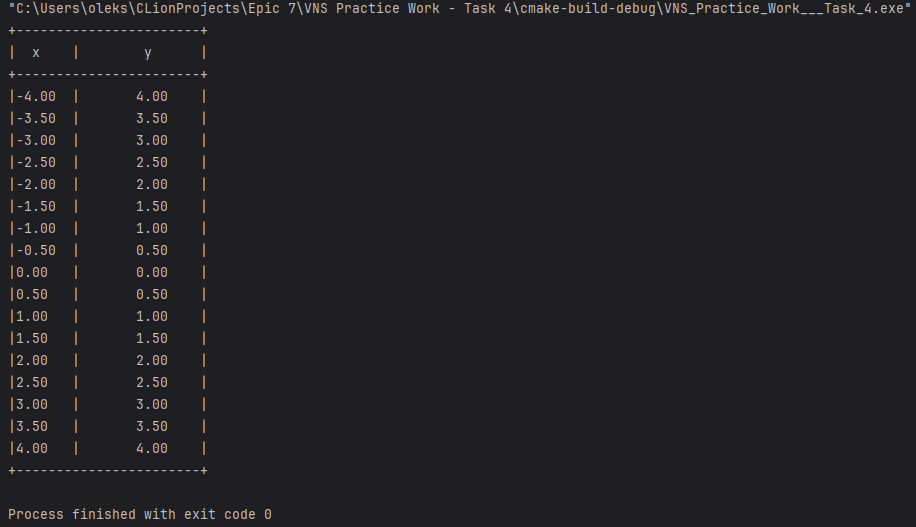 "C:\Users\oleks\CLionProjects\Epic 7\VNS Practice Work - Task 4\cmake-build-debug\VNS_Practice_Work___Task_4.exe"
+-----------------------+
|  x    |        y      |
+-----------------------+
|-4.00  |       4.00    |
|-3.50  |       3.50    |
|-3.00  |       3.00    |
|-2.50  |       2.50    |
|-2.00  |       2.00    |
|-1.50  |       1.50    |
|-1.00  |       1.00    |
|-0.50  |       0.50    |
|0.00   |       0.00    |
|0.50   |       0.50    |
|1.00   |       1.00    |
|1.50   |       1.50    |
|2.00   |       2.00    |
|2.50   |       2.50    |
|3.00   |       3.00    |
|3.50   |       3.50    |
|4.00   |       4.00    |
+-----------------------+
Process finished with exit code 0